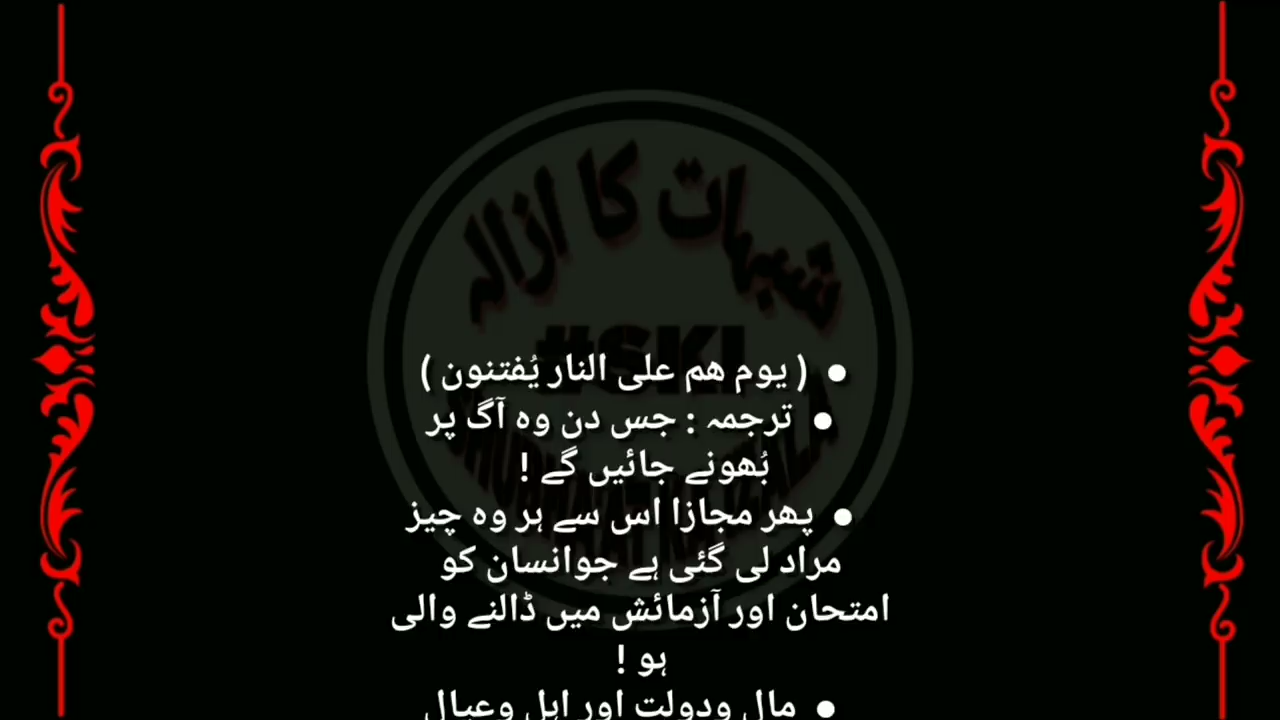 شبہات کا ازالہ
#SKI
• ( یوم ھم علی النار یُفتنون )
• ترجمہ : جس دن وہ آگ پر
بُھونے جائیں گے !
• پھر مجازا اس سے ہر وہ چیز
مراد لی گئی ہے جوانسان کو
امتحان اور آزمائش میں ڈالنے والی
ہو !
• مال ودولت اور اہل وعیال